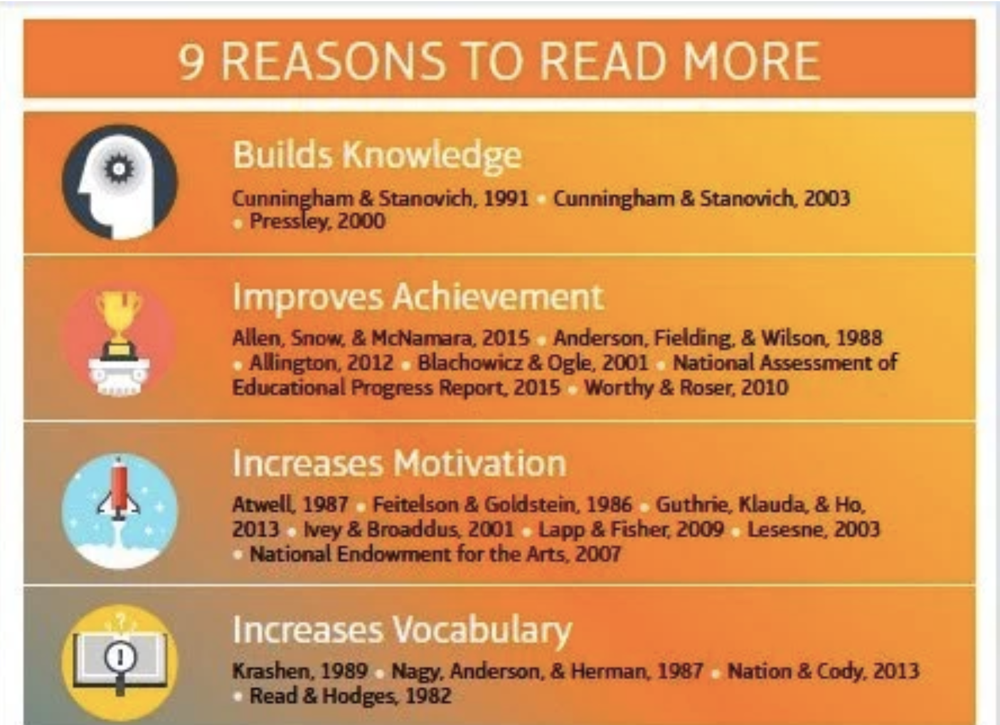 9 REASONS TO READ MORE
Builds Knowledge
Cunningham & Stanovich, 1991 • Cunningham & Stanovich, 2003
• Pressley, 2000
Improves Achievement
Allen, Snow, & McNamara, 2015 • Anderson, Fielding, & Wilson, 1988
• Allington, 2012 • Blachowicz & Ogle, 2001 • National Assessment of
Educational Progress Report, 2015 • Worthy & Roser, 2010
Increases Motivation
Atwell, 1987 • Feitelson & Goldstein, 1986 • Guthrie, Klauda, & Ho,
2013 • Ivey & Broaddus, 2001 • Lapp & Fisher, 2009 • Lesesne, 2003
• National Endowment for the Arts, 2007
Increases Vocabulary
Krashen, 1989 • Nagy, Anderson, & Herman, 1987 • Nation & Cody, 2013
• Read & Hodges, 1982